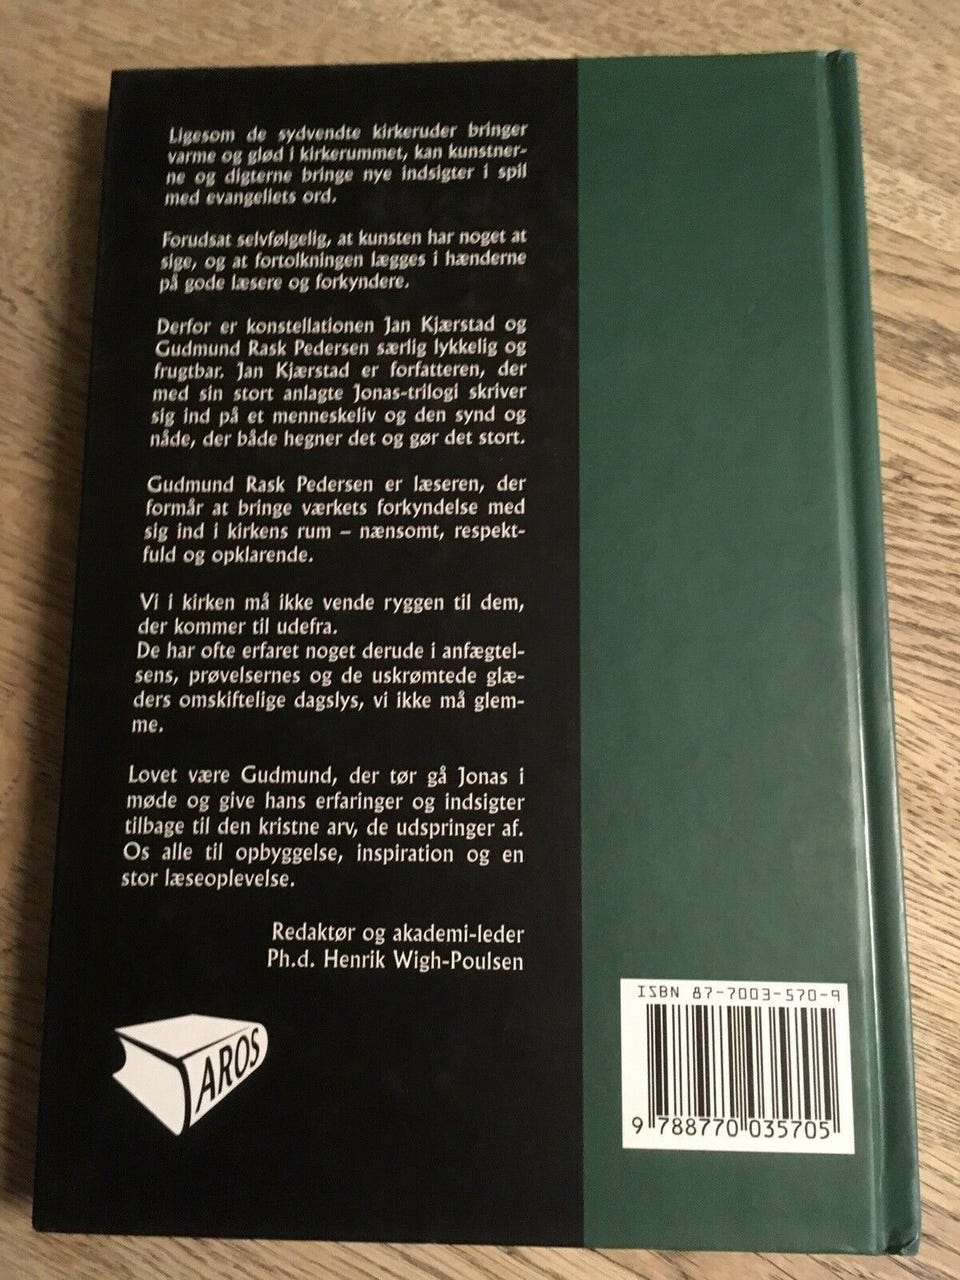 Ligesom de sydvendte kirkeruder bringer
varme og glød i kirkerummet, kan kunstner-
ne og digterne bringe nye indsigter i spil
med evangeliets ord.
Forudsat selvfølgelig, at kunsten har noget at
sige, og at fortolkningen lægges i hænderne
på gode læsere og forkyndere.
Derfor er konstellationen Jan Kjærstad og
Gudmund Rask Pedersen særlig lykkelig og
frugtbar. Jan Kjærstad er forfatteren, der
med sin stort anlagte Jonas-trilogi skriver
sig ind på et menneskeliv og den synd og
nåde, der både hegner det og gør det stort.
Gudmund Rask Pedersen er læseren, der
formår at bringe værkets forkyndelse med
sig ind i kirkens rum – nænsomt, respekt-
fuld og opklarende.
Vi i kirken må ikke vende ryggen til dem,
der kommer til udefra.
De har ofte erfaret noget derude i anfægtel-
sens, prøvelsernes og de uskrømtede glæ-
ders omskiftelige dagslys, vi ikke må glem-
me.
Lovet være Gudmund, der tør gå Jonas i
møde og give hans erfaringer og indsigter
tilbage til den kristne arv, de udspringer af.
Os alle til opbyggelse, inspiration og en
stor læseoplevelse.
Redaktør og akademi-leder
Ph.d. Henrik Wigh-Poulsen
AROS
ISBN 87-7003-570-9
9 788770 035705